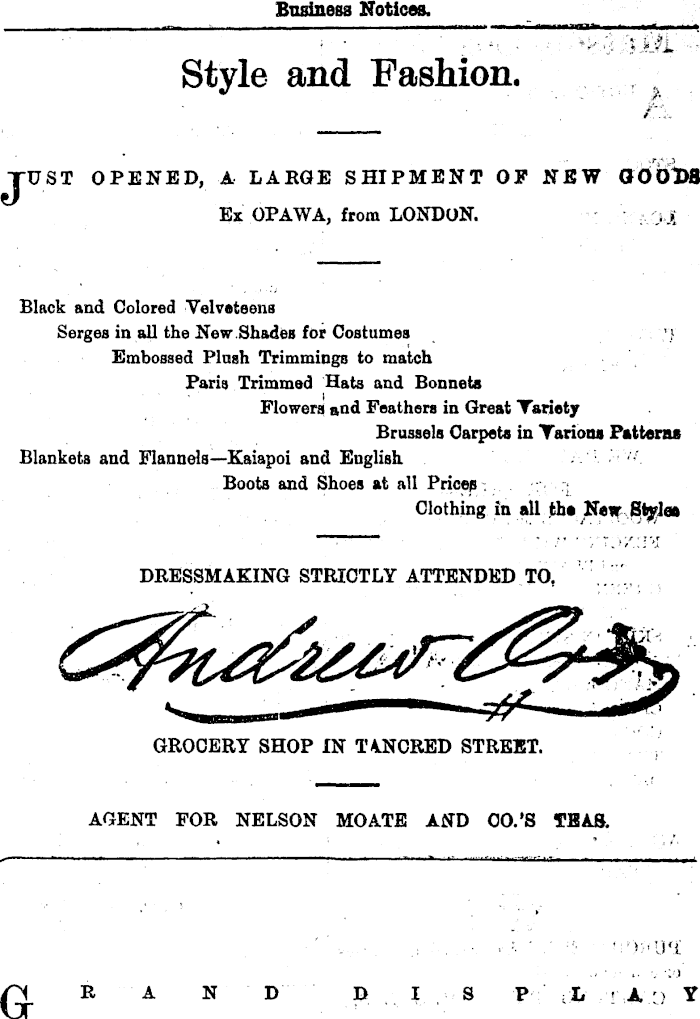 Business Notices.
Style and Fashion.
JUST OPENED, A LARGE SHIPMENT OF NEW GOODS
Ex OPAWA, from LONDON.
Black and Colored Velveteens
Serges in all the New Shades for Costumes
Embossed Plush Trimmings to match
Paris Trimmed Hats and Bonnets
Flowers and Feathers in Great Variety
Brussels Carpets in Various Patterns
Blankets and Flannels—Kaiapoi and English
Boots and Shoes at all Prices
Clothing in all the New Styles
DRESSMAKING STRICTLY ATTENDED TO,
Andrew Orr
GROCERY SHOP IN TANCRED STREET.
AGENT FOR NELSON MOATE AND CO.'S TEAS.
GRAND DISPLAY